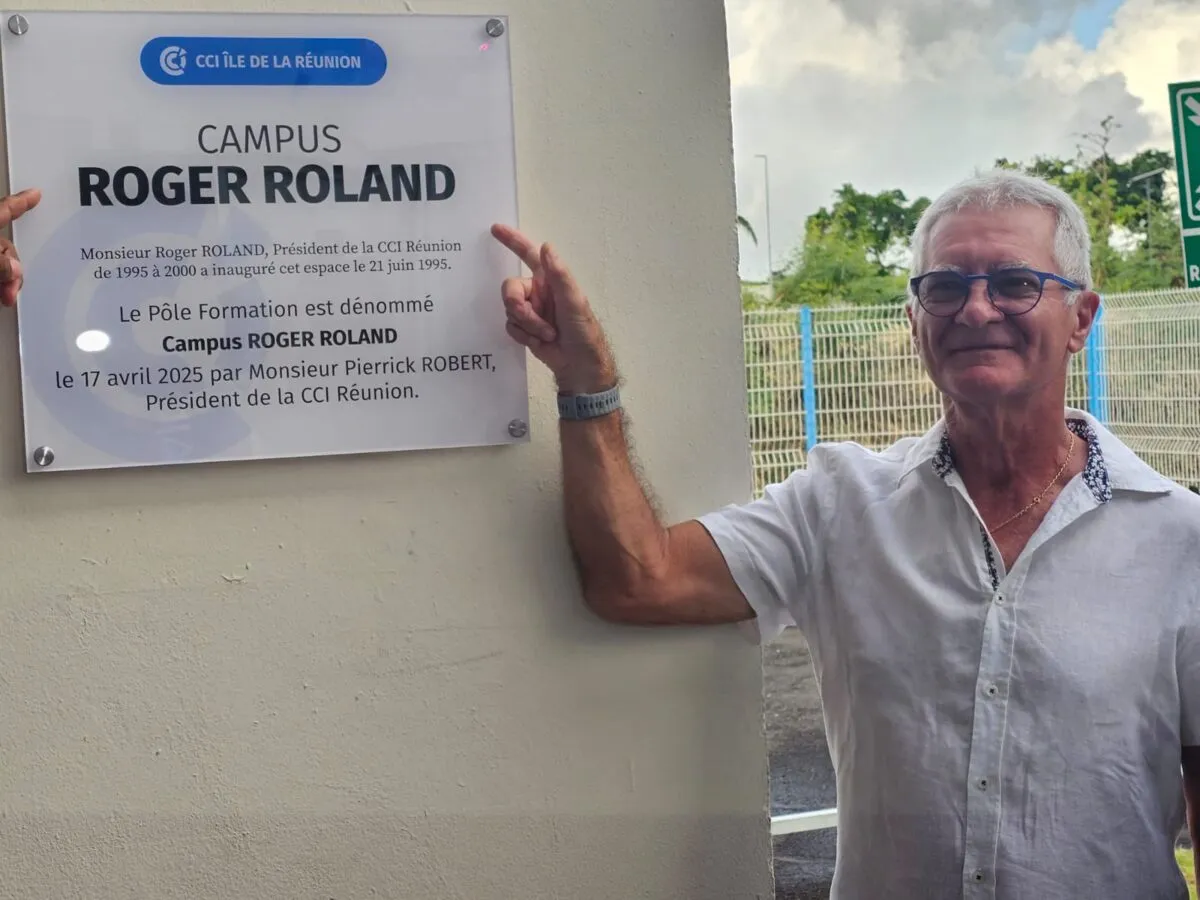 CCI ÎLE DE LA RÉUNION
CAMPUS
ROGER ROLAND
Monsieur Roger ROLAND, Président de la CCI Réunion
de 1995 à 2000 a inauguré cet espace le 21 juin 1995.
Le Pôle Formation est dénommé
Campus ROGER ROLAND
le 17 avril 2025 par Monsieur Pierrick ROBERT,
Président de la CCI Réunion.